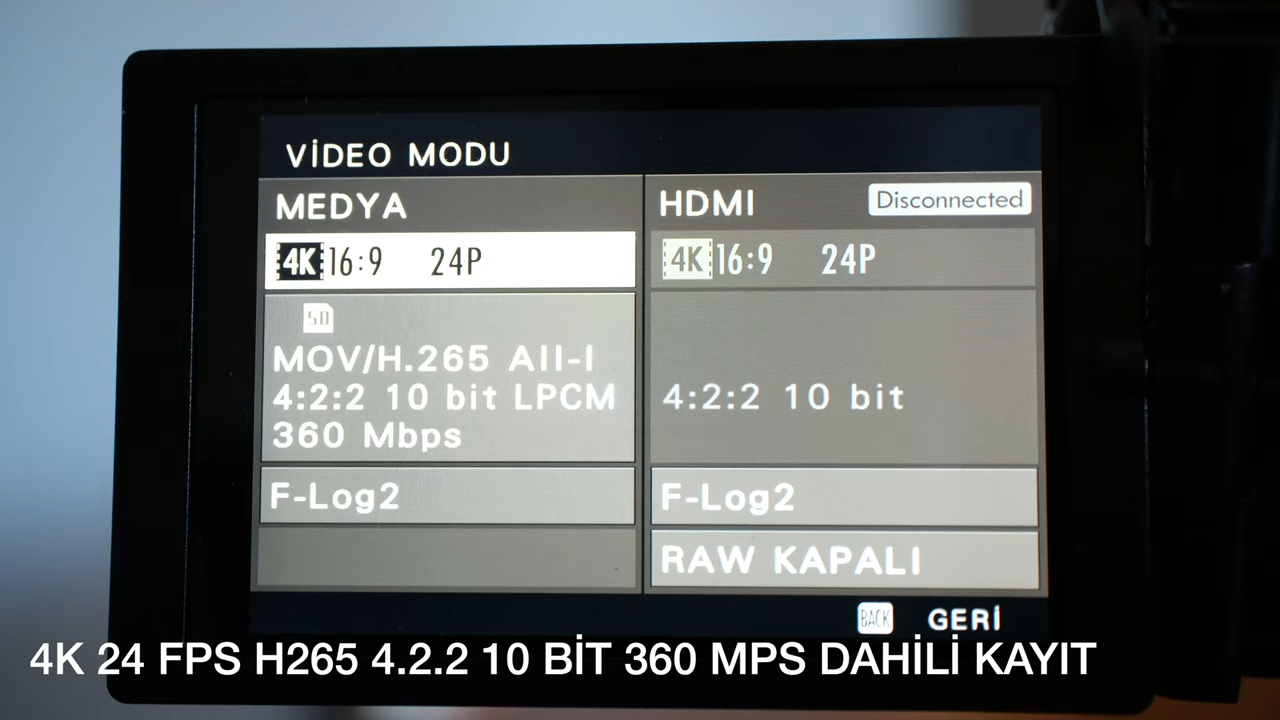 VİDEO MODU
MEDYA
4K 16:9 24P
SD
MOV/H.265 All-I
4:2:2 10 bit LPCM
360 Mbps
F-Log2
HDMI Disconnected
4K 16:9 24P
4:2:2 10 bit
F-Log2
RAW KAPALI
BACK GERİ
4K 24 FPS H265 4.2.2 10 BİT 360 MPS DAHİLİ KAYIT